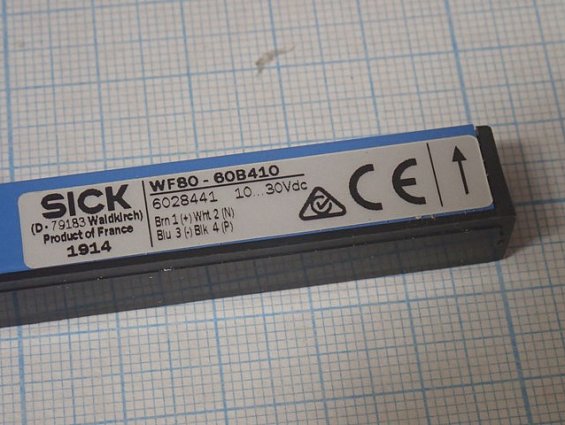 SICK
(D-79183 Waldkirch)
Product of France
1914
WF80-60B410
6028441 10...30Vdc
Brn 1 (+) Wht 2 (N)
Blu 3 (-) Blk 4 (P)
CE